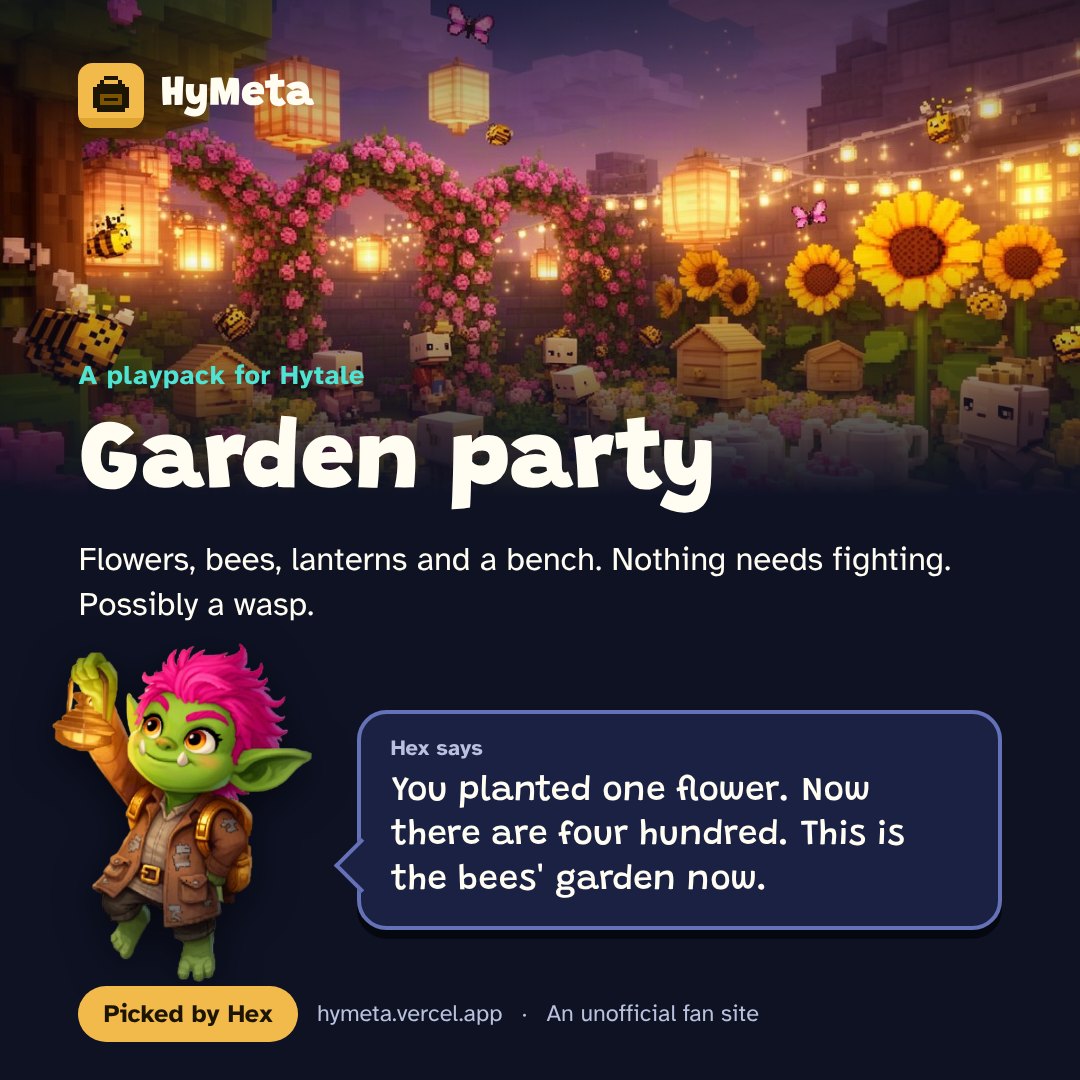 HyMeta
A playpack for Hytale
Garden party
Flowers, bees, lanterns and a bench. Nothing needs fighting.
Possibly a wasp.
Hex says
You planted one flower. Now
there are four hundred. This is
the bees' garden now.
Picked by Hex
hymeta.vercel.app · An unofficial fan site